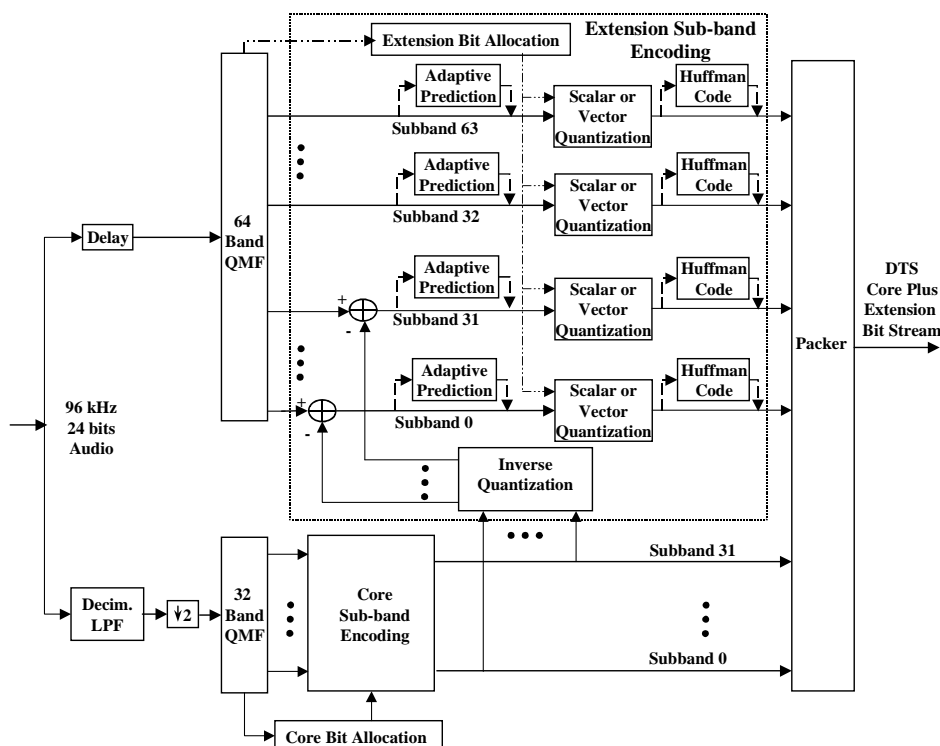 Extension Bit Allocation
Extension Sub-band
Encoding
Adaptive
Prediction
Subband 63
Scalar or
Vector
Quantization
Huffman
Code
Adaptive
Prediction
Subband 32
Scalar or
Vector
Quantization
Huffman
Code
64
Band
QMF
Delay
Adaptive
Prediction
+
-
Subband 31
Scalar or
Vector
Quantization
Huffman
Code
DTS
Core Plus
Extension
Bit Stream
Packer
Adaptive
Prediction
+
-
Subband 0
Scalar or
Vector
Quantization
Huffman
Code
96 kHz
24 bits
Audio
Inverse
Quantization
Decim.
LPF
2
32
Band
QMF
Core
Sub-band
Encoding
Subband 31
Subband 0
Core Bit Allocation